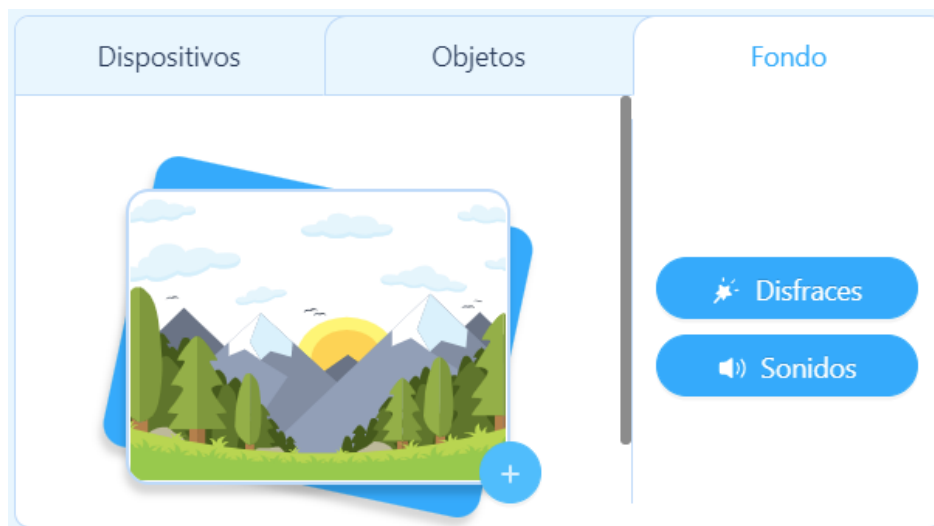 Dispositivos
Objetos
Fondo
Disfraces
Sonidos
+